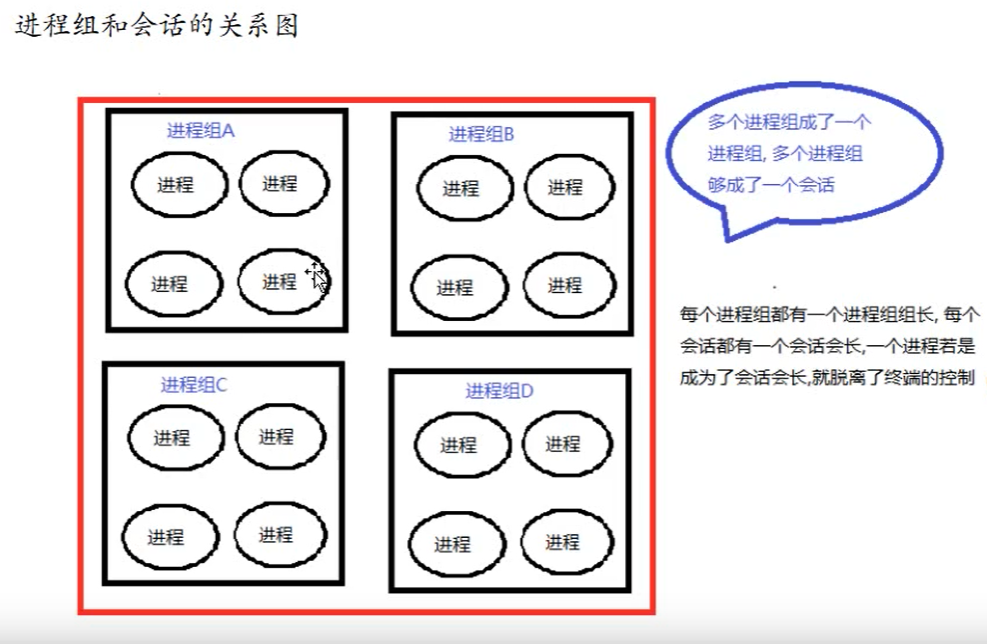 进程组和会话的关系图
进程组A
进程 进程
进程 进程
进程组B
进程 进程
进程 进程
进程组C
进程 进程
进程 进程
进程组D
进程 进程
进程 进程
多个进程组成了一个
进程组, 多个进程组
够成了一个会话
每个进程组都有一个进程组组长, 每个
会话都有一个会话会长,一个进程若是
成为了会话会长,就脱离了终端的控制